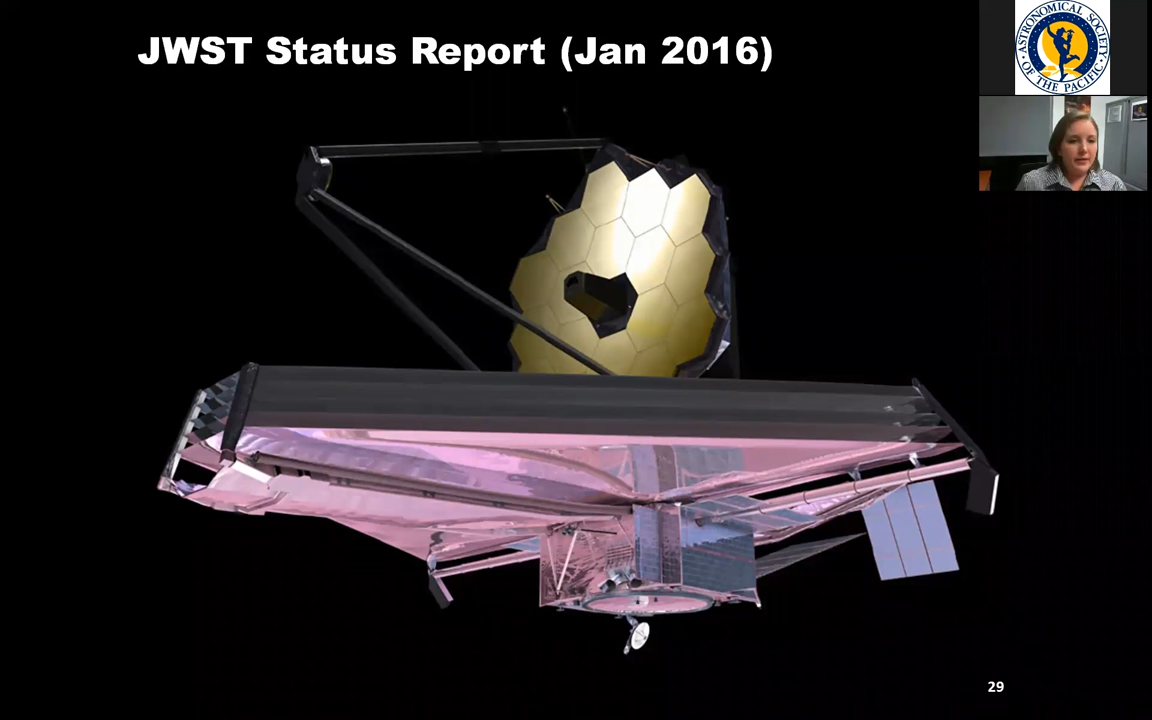 JWST Status Report (Jan 2016)
ASTRONOMICAL SOCIETY
OF THE PACIFIC
29